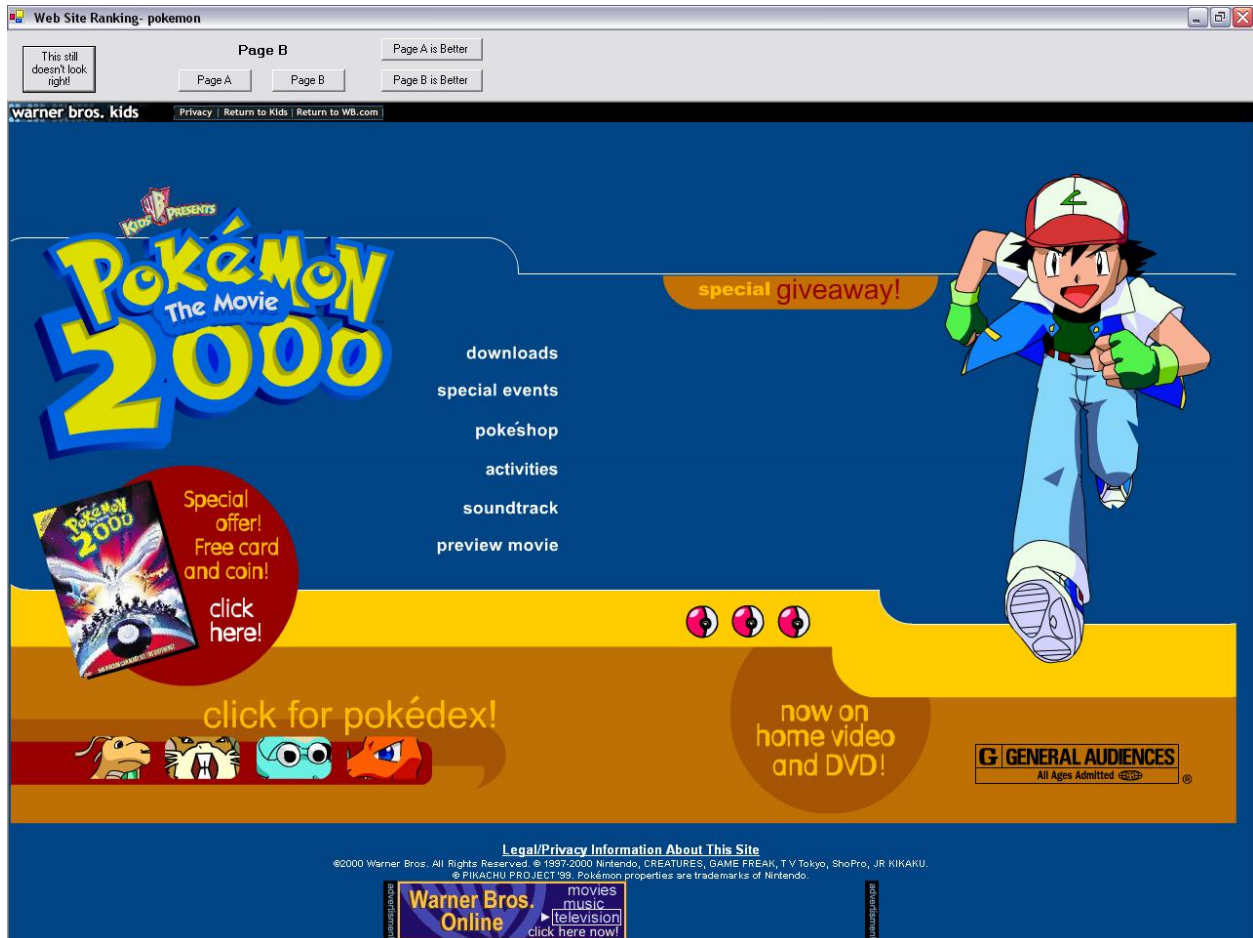 Web Site Ranking- pokemon
This still
doesn't look
right!
Page B
Page A
Page B
Page A is Better
Page B is Better
warner bros. kids
Privacy | Return to Kids | Return to WB.com
KIDS WB PRESENTS
POKéMON
The Movie
2000
special giveaway!
downloads
special events
pokéshop
activities
soundtrack
preview movie
POKéMON
2000
Special
offer!
Free card
and coin!
click
here!
click for pokédex!
now on
home video
and DVD!
G GENERAL AUDIENCES
All Ages Admitted
®
Legal/Privacy Information About This Site
©2000 Warner Bros. All Rights Reserved. © 1997-2000 Nintendo, CREATURES, GAME FREAK, T V Tokyo, ShoPro, JR KIKAKU.
© PIKACHU PROJECT '99. Pokémon properties are trademarks of Nintendo.
Warner Bros.
Online
movies
music
television
click here now!